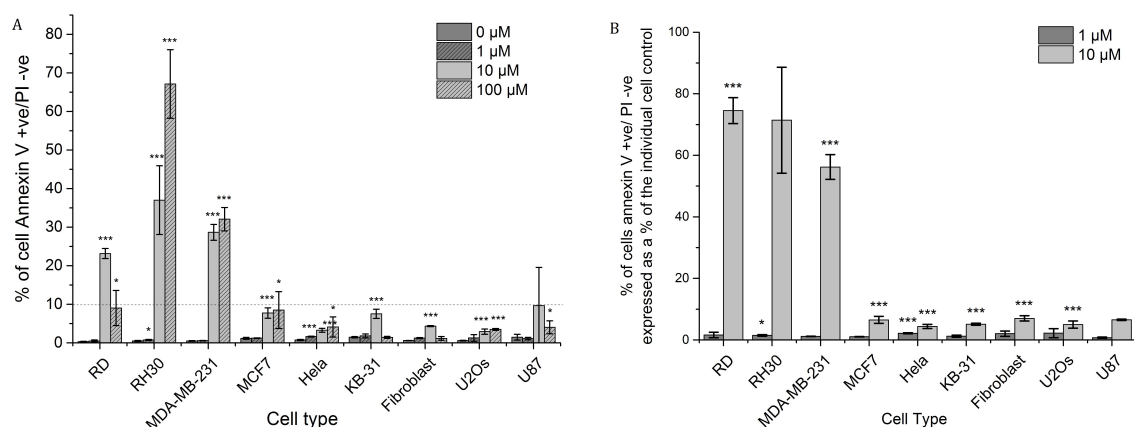 A
% of cell Annexin V +ve/PI -ve
80
70
60
50
40
30
20
10
0
0 µM
1 µM
10 µM
100 µM
***
*
*
***
***
***
***
***
*
***
*
***
***
***
***
*
RD
RH30
MDA-MB-231
MCF7
Hela
KB-31
Fibroblast
U2Os
U87
Cell type
B
% of cells annexin V +ve/ PI -ve
expressed as a % of the individual cell control
100
80
60
40
20
0
1 µM
10 µM
***
*
***
***
***
***
***
***
***
RD
RH30
MDA-MB-231
MCF7
Hela
KB-31
Fibroblast
U2Os
U87
Cell Type